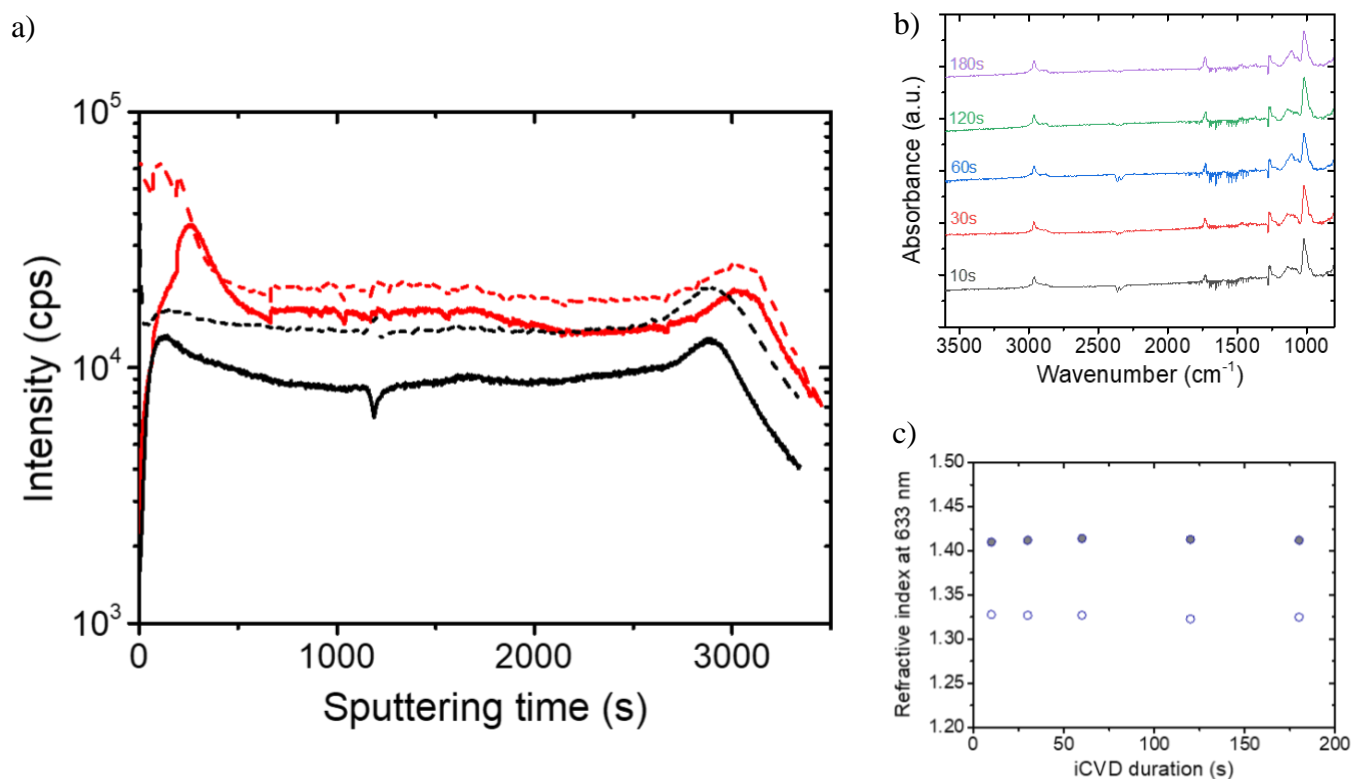 a)
10⁵
10⁴
10³
Intensity (cps)
0 1000 2000 3000
Sputtering time (s)
b)
180s
120s
60s
30s
10s
Absorbance (a.u.)
3500 3000 2500 2000 1500 1000
Wavenumber (cm⁻¹)
c)
1.50
1.45
1.40
1.35
1.30
1.25
1.20
Refractive index at 633 nm
0 50 100 150 200
iCVD duration (s)